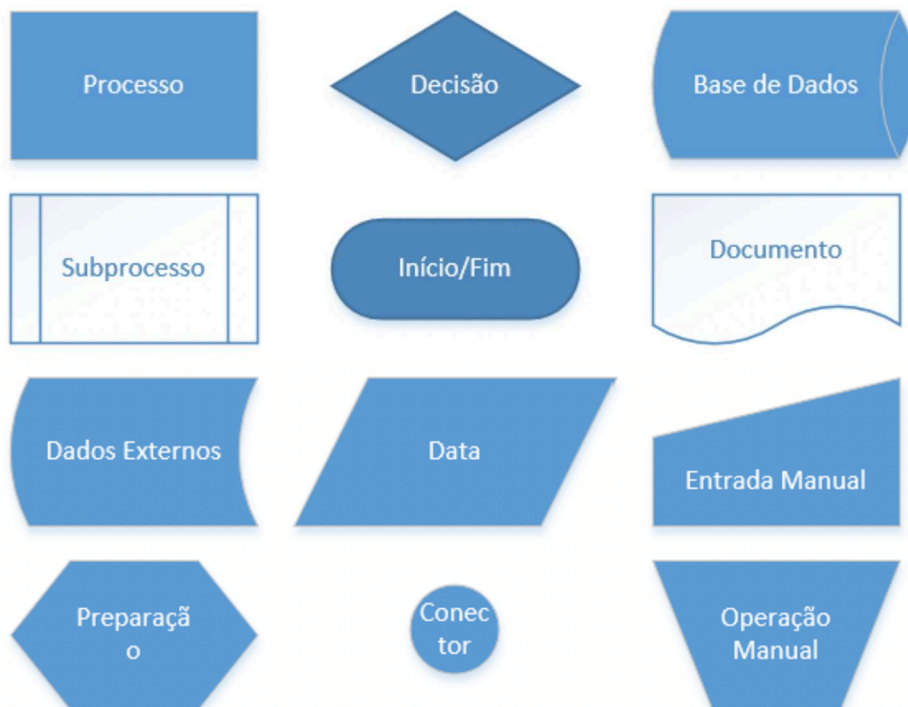 Processo
Decisão
Base de Dados
Subprocesso
Início/Fim
Documento
Dados Externos
Data
Entrada Manual
Preparaçã
o
Conec
tor
Operação
Manual